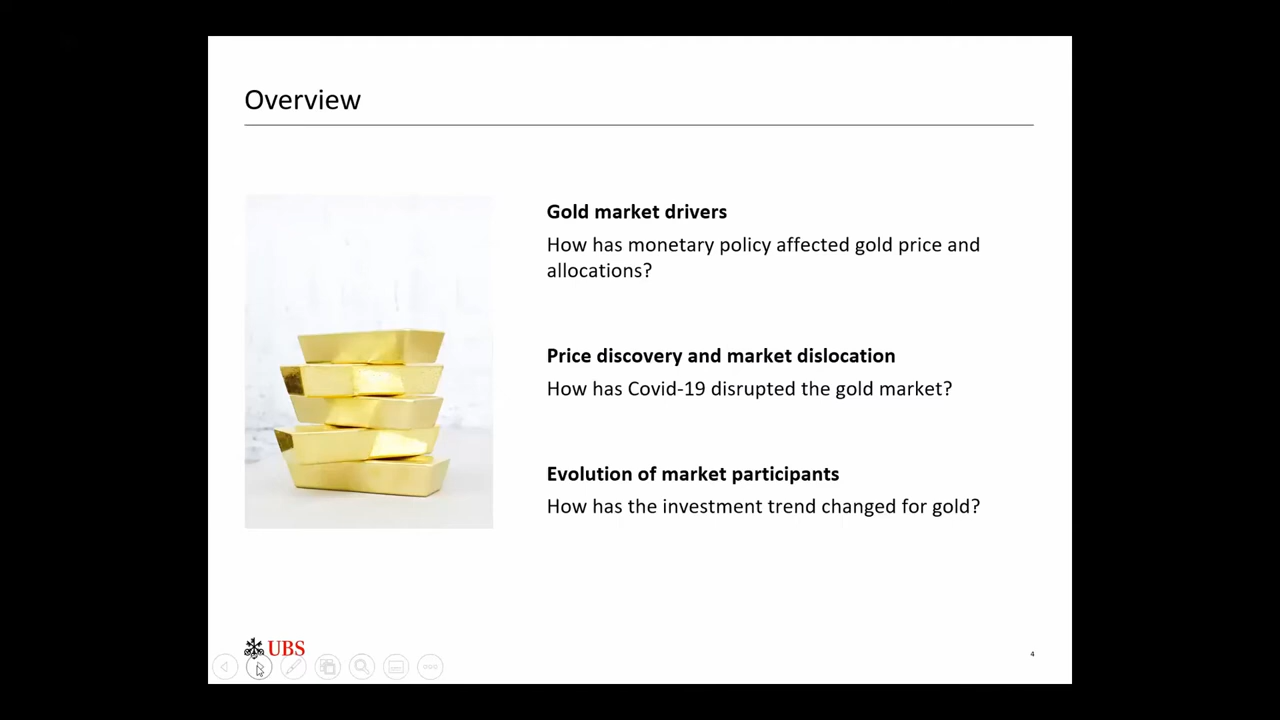 Overview
Gold market drivers
How has monetary policy affected gold price and
allocations?
Price discovery and market dislocation
How has Covid-19 disrupted the gold market?
Evolution of market participants
How has the investment trend changed for gold?
UBS
4